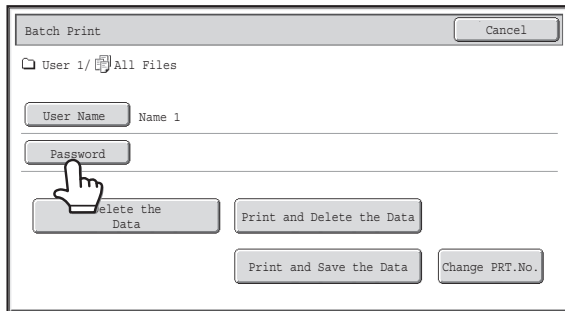 Batch Print Cancel
User 1/ All Files
User Name Name 1
Password
elete the
Data
Print and Delete the Data
Print and Save the Data Change PRT.No.